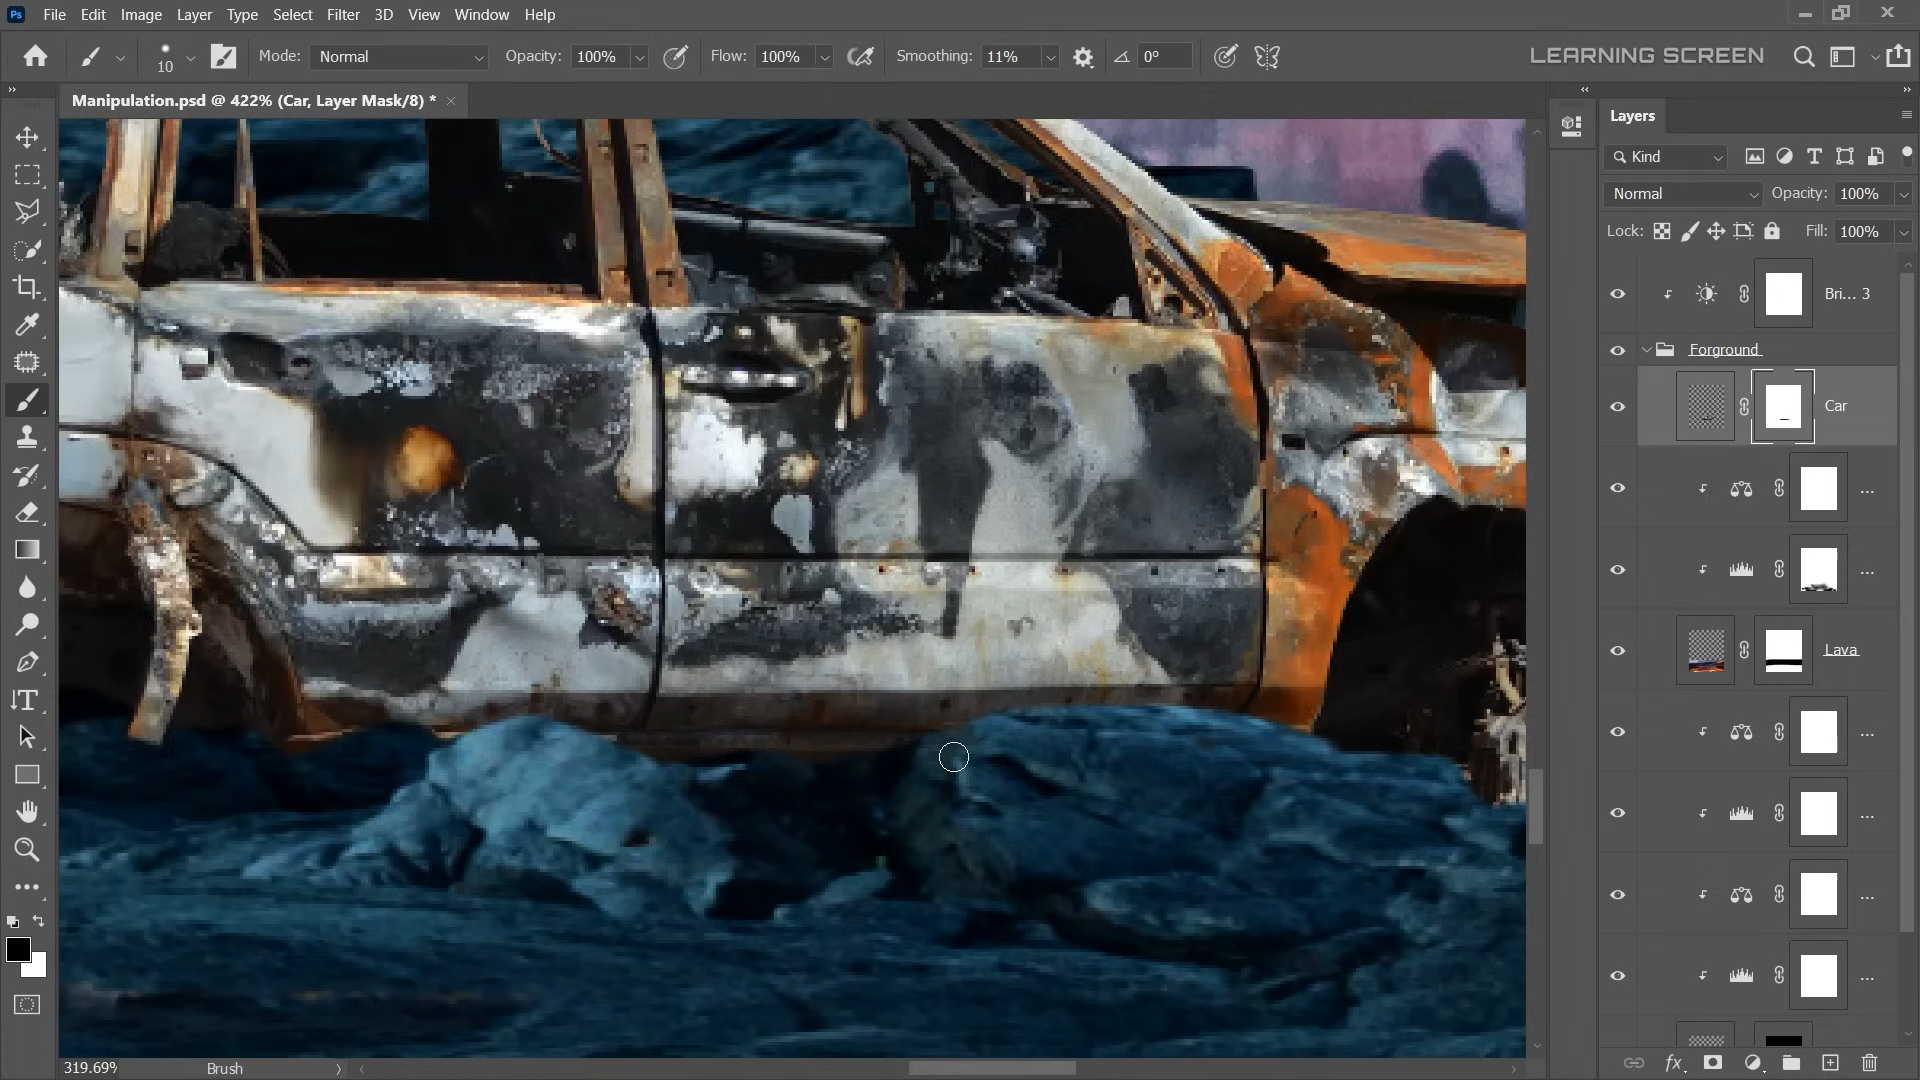 Ps File Edit Image Layer Type Select Filter 3D View Window Help
10 Mode: Normal Opacity: 100% Flow: 100% Smoothing: 11% 0° LEARNING SCREEN
Manipulation.psd @ 422% (Car, Layer Mask/8) *
Layers
Kind
Normal Opacity: 100%
Lock: Fill: 100%
Bri... 3
Forground
Car
...
...
Lava
...
...
...
...
319.69% Brush